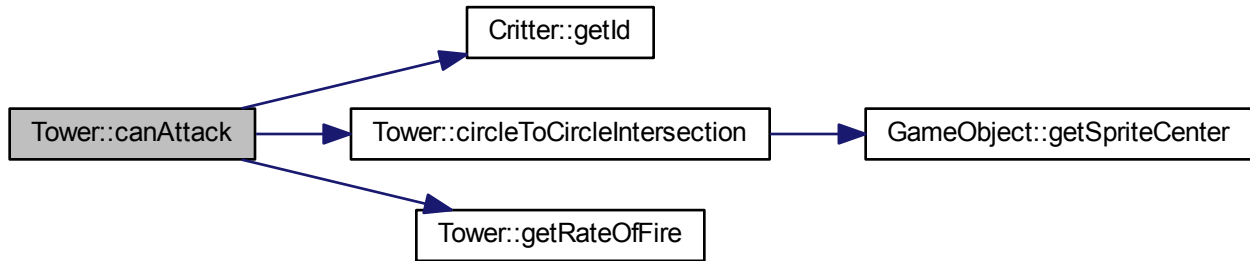 Critter::getId
Tower::canAttack
Tower::circleToCircleIntersection
GameObject::getSpriteCenter
Tower::getRateOfFire